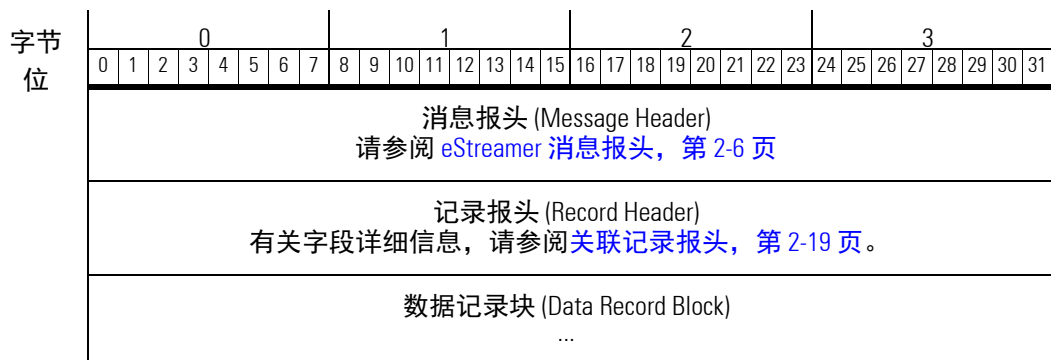 字节 0 1 2 3
位 0 1 2 3 4 5 6 7 8 9 10 11 12 13 14 15 16 17 18 19 20 21 22 23 24 25 26 27 28 29 30 31
消息报头 (Message Header)
请参阅 eStreamer 消息报头，第 2-6 页
记录报头 (Record Header)
有关字段详细信息，请参阅关联记录报头，第 2-19 页。
数据记录块 (Data Record Block)
...